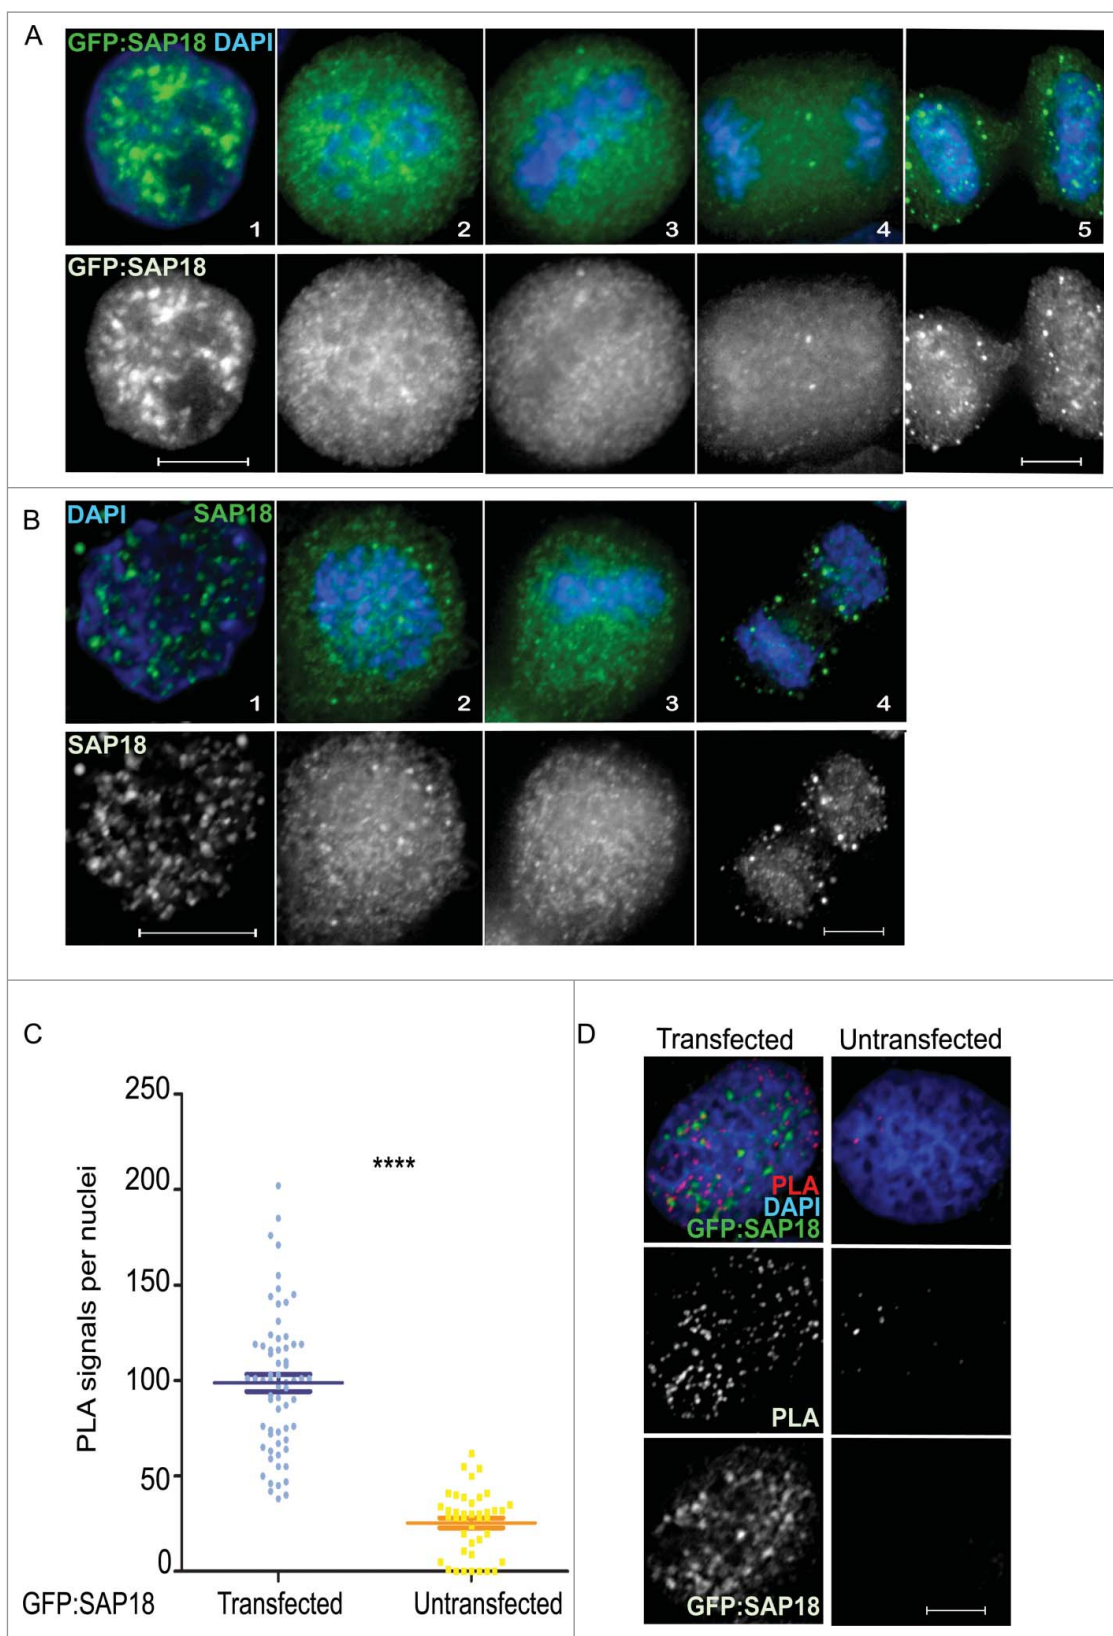 A
GFP:SAP18 DAPI
1
2
3
4
5
GFP:SAP18
B
DAPI SAP18
1
2
3
4
SAP18
C
250
200
150
100
50
0
PLA signals per nuclei
****
GFP:SAP18 Transfected Untransfected
D
Transfected Untransfected
PLA
DAPI
GFP:SAP18
PLA
GFP:SAP18